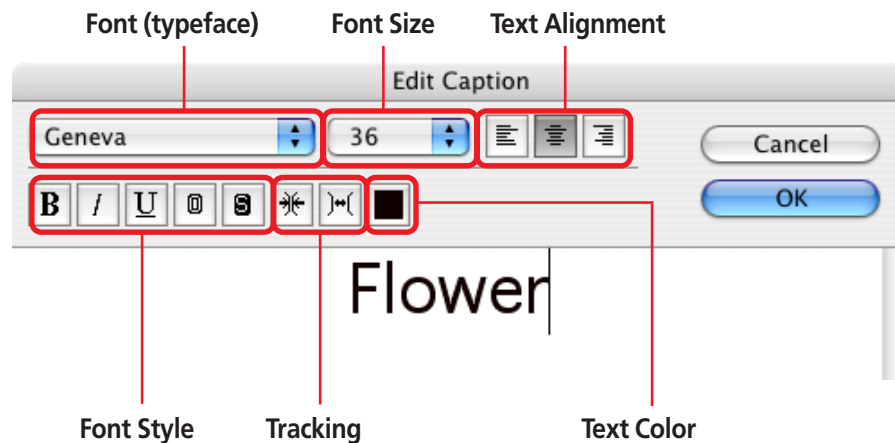 Font (typeface) Font Size Text Alignment
Edit Caption
Geneva 36 Cancel
B I U O S OK
Flower
Font Style Tracking Text Color